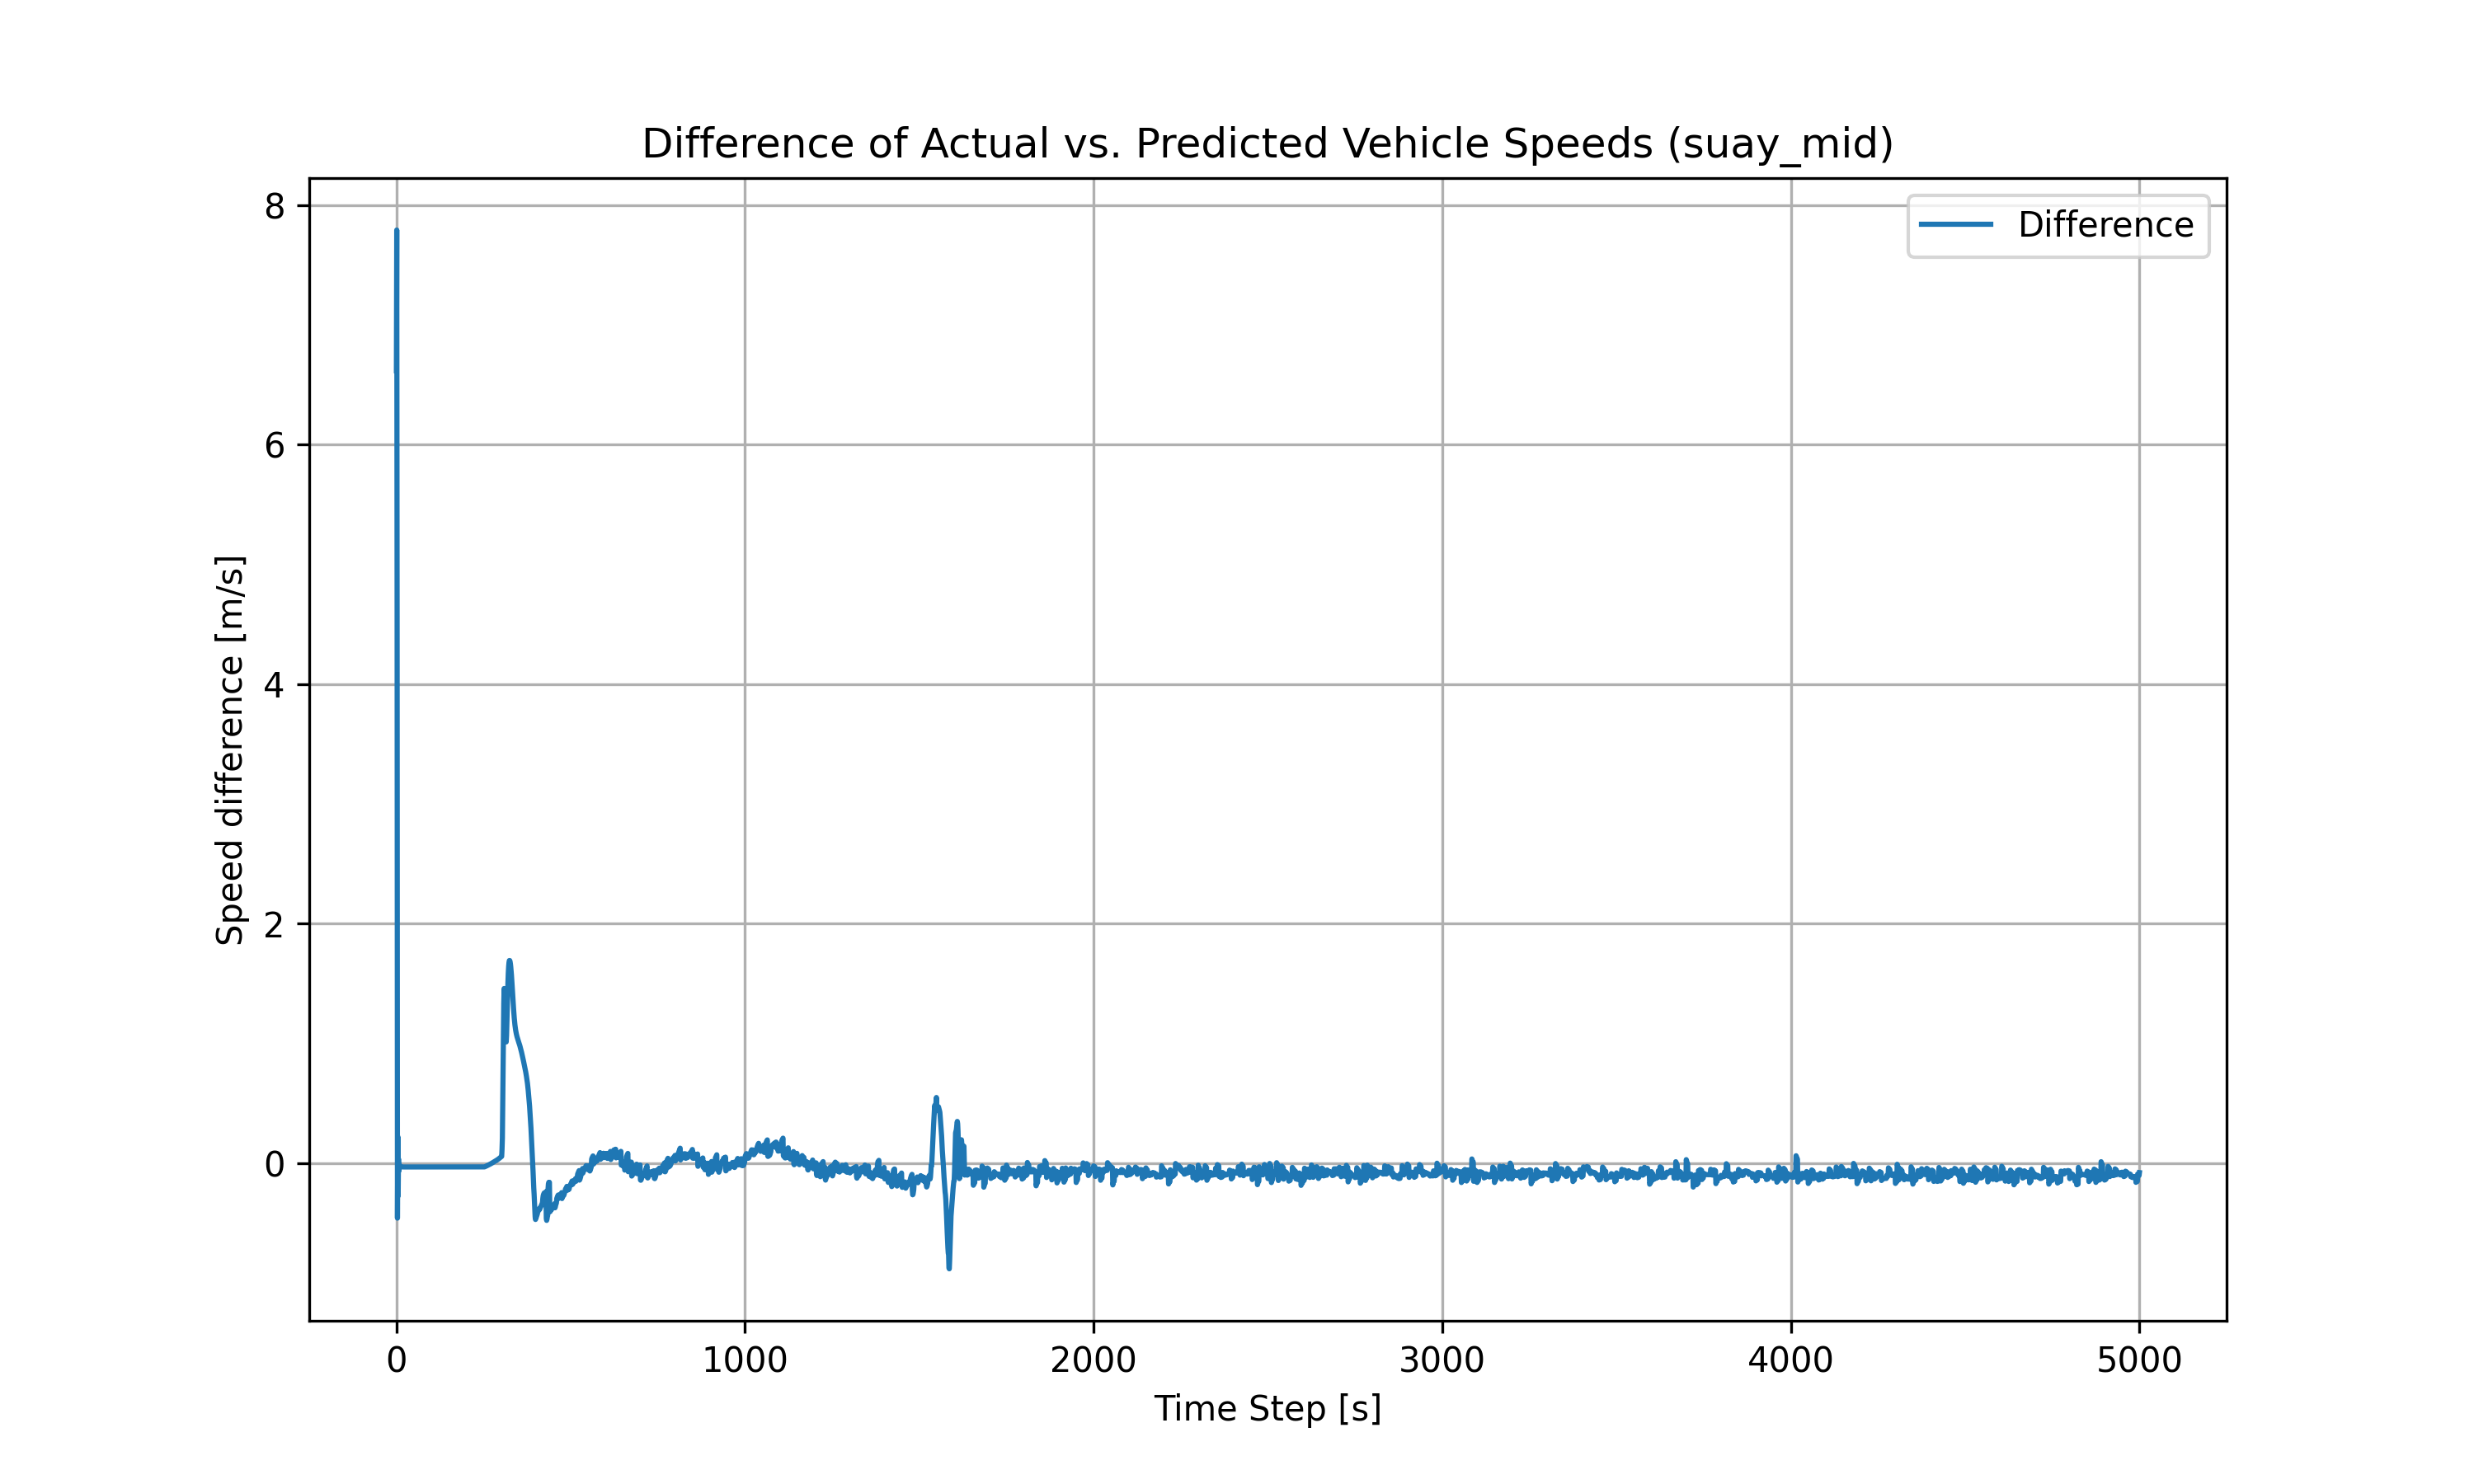 Difference of Actual vs. Predicted Vehicle Speeds (suay_mid)
Difference
8
6
4
2
0
Speed difference [m/s]
0 1000 2000 3000 4000 5000
Time Step [s]